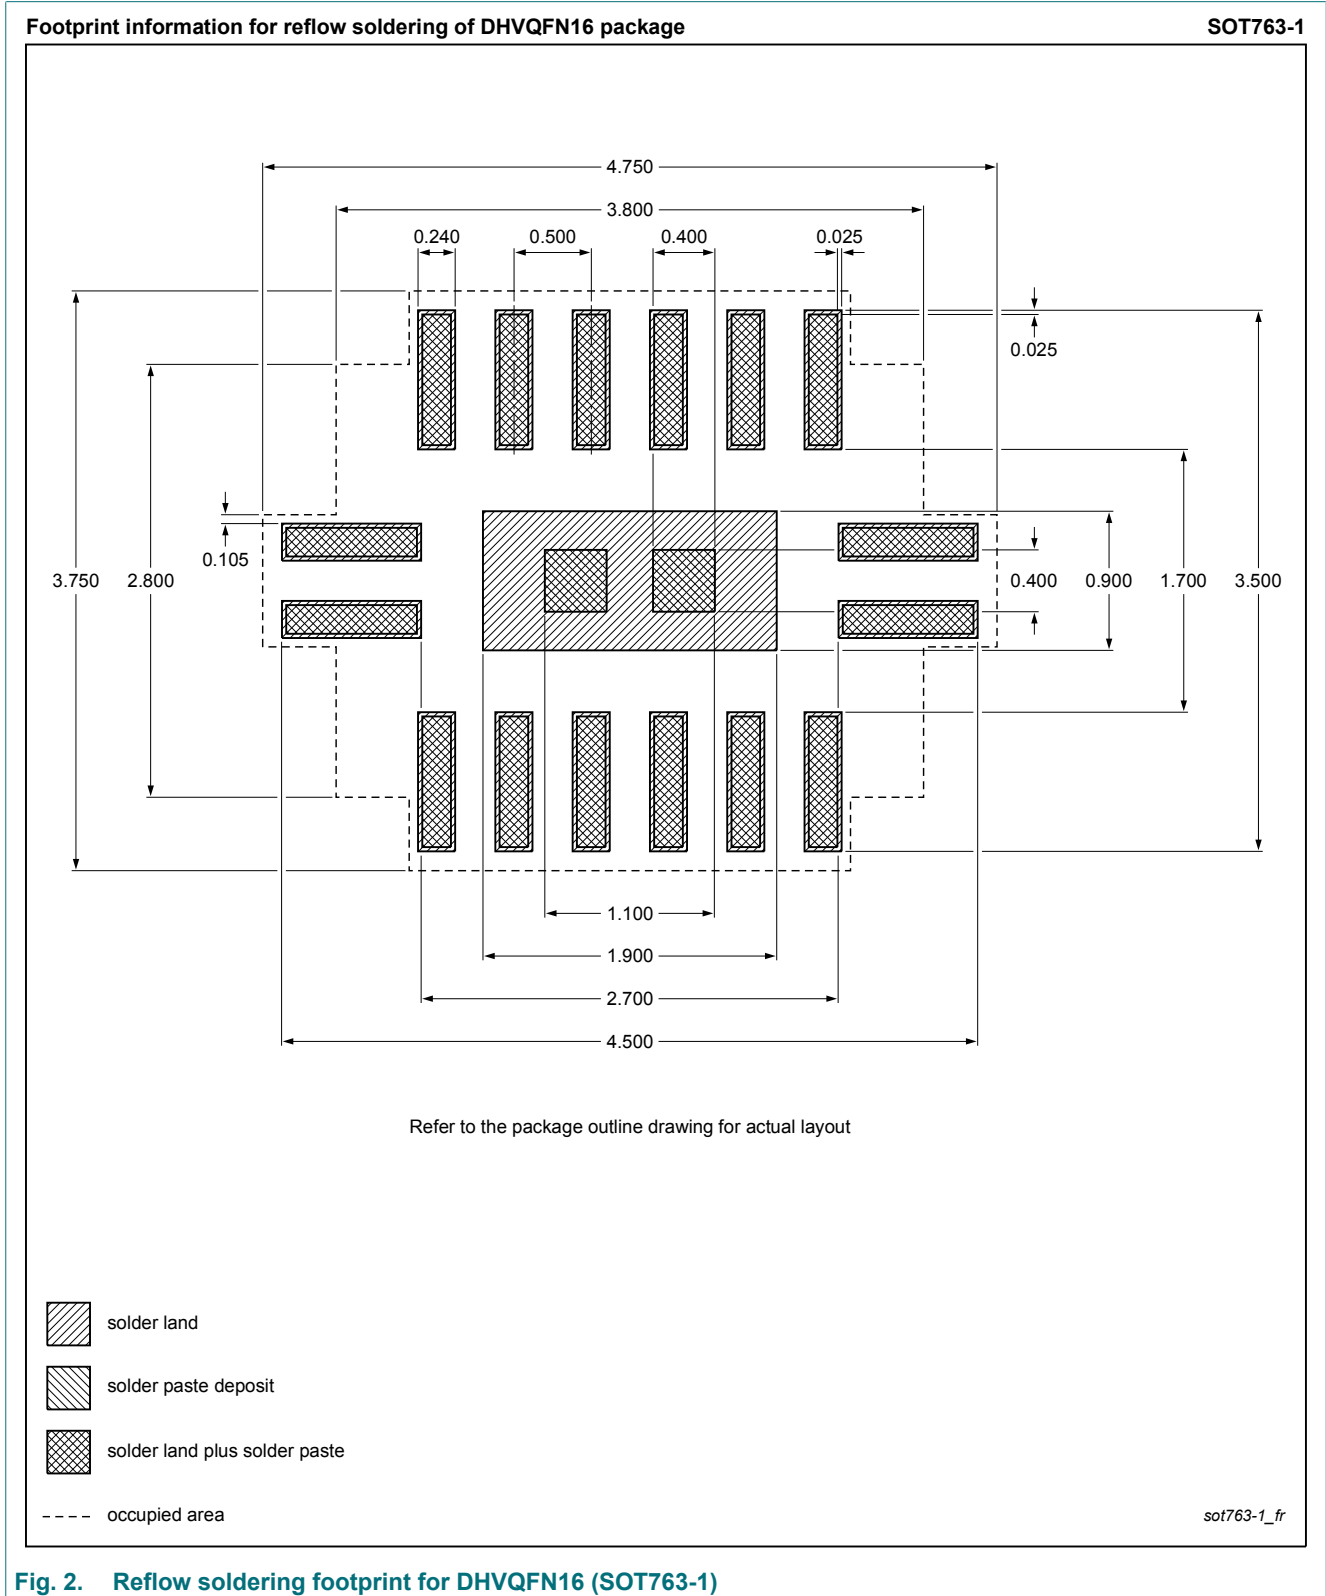 Footprint information for reflow soldering of DHVQFN16 package SOT763-1
4.750
3.800
0.240 0.500 0.400 0.025
0.025
0.105
3.750 2.800 0.400 0.900 1.700 3.500
1.100
1.900
2.700
4.500
Refer to the package outline drawing for actual layout
solder land
solder paste deposit
solder land plus solder paste
occupied area
sot763-1_fr
Fig. 2. Reflow soldering footprint for DHVQFN16 (SOT763-1)